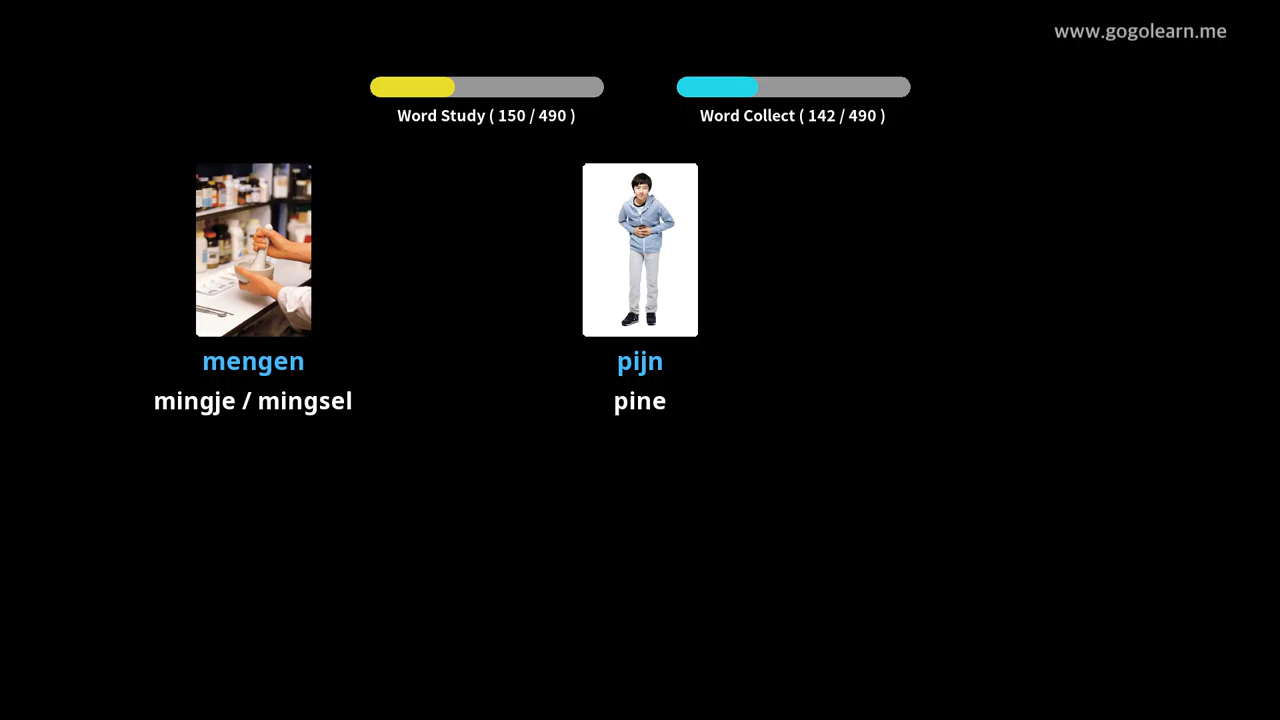 www.gogolearn.me
Word Study ( 150 / 490 )
Word Collect ( 142 / 490 )
mengen
mingje / mingsel
pijn
pine